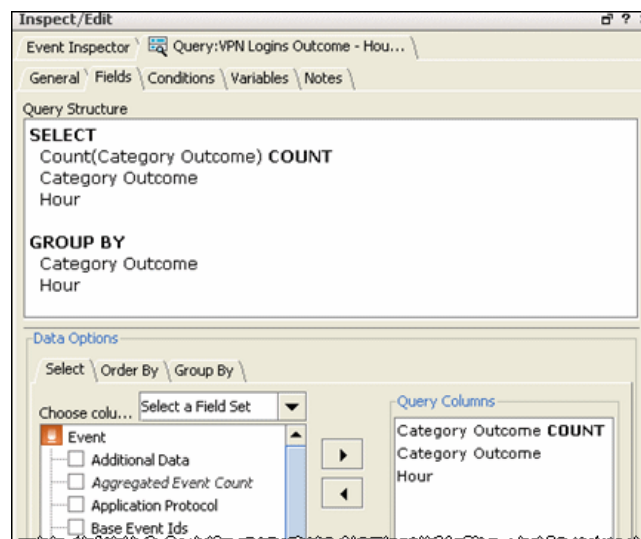 Inspect/Edit
Event Inspector Query:VPN Logins Outcome - Hou...
General Fields Conditions Variables Notes
Query Structure
SELECT
Count(Category Outcome) COUNT
Category Outcome
Hour
GROUP BY
Category Outcome
Hour
Data Options
Select Order By Group By
Choose colu... Select a Field Set
Query Columns
Event
Category Outcome COUNT
Additional Data
Category Outcome
Aggregated Event Count
Hour
Application Protocol
Base Event Ids